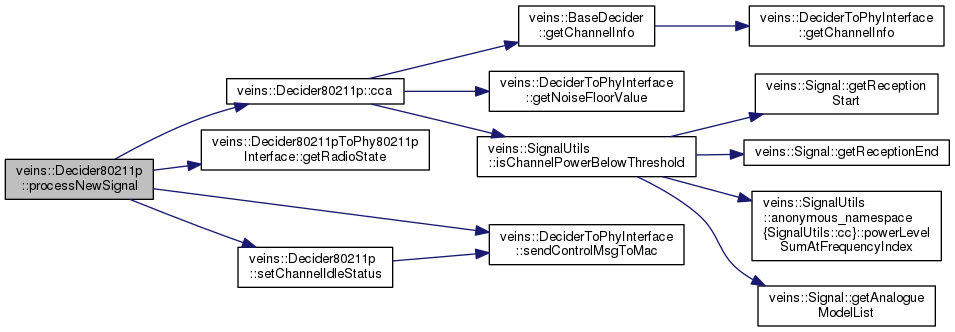 veins::Decider80211p
::processNewSignal
veins::Decider80211p::cca
veins::BaseDecider
::getChannelInfo
veins::DeciderToPhyInterface
::getChannelInfo
veins::DeciderToPhyInterface
::getNoiseFloorValue
veins::SignalUtils
::isChannelPowerBelowThreshold
veins::Signal::getReception
Start
veins::Signal::getReceptionEnd
veins::SignalUtils
::anonymous_namespace
{SignalUtils::cc}::powerLevel
SumAtFrequencyIndex
veins::Signal::getAnalogue
ModelList
veins::Decider80211pToPhy80211p
Interface::getRadioState
veins::DeciderToPhyInterface
::sendControlMsgToMac
veins::Decider80211p
::setChannelIdleStatus